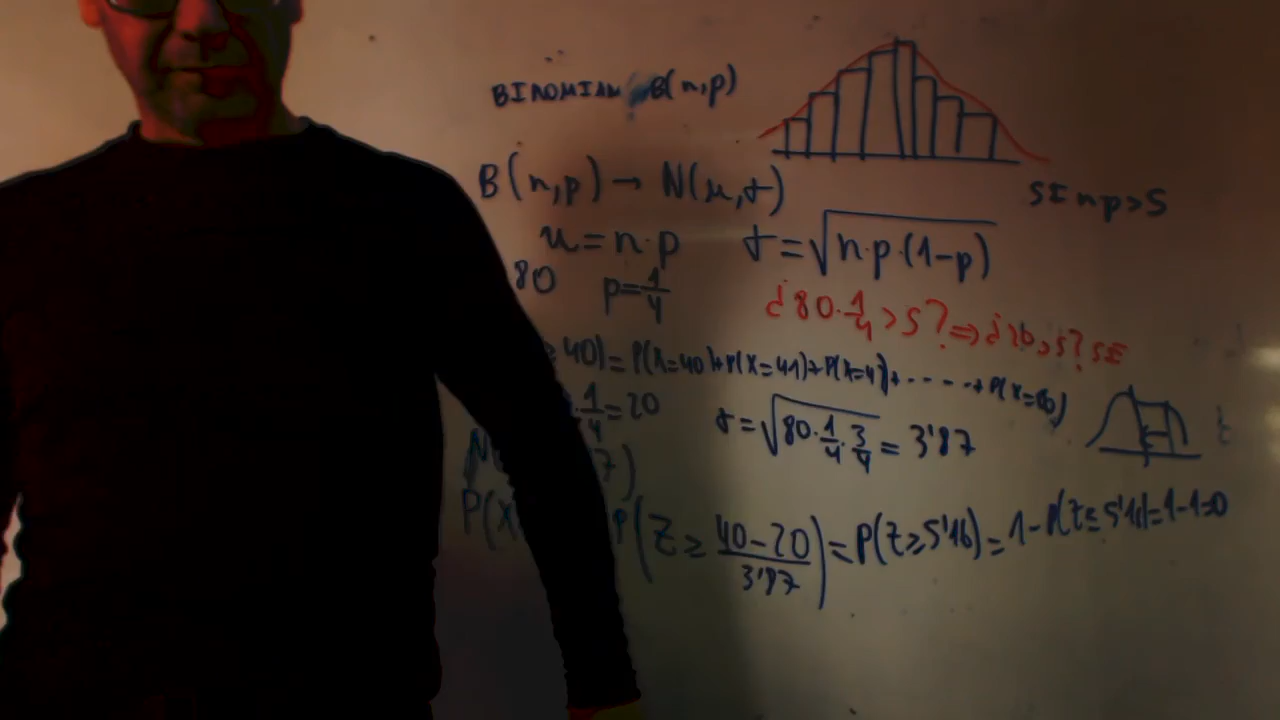 BINOMIAL B(n,p)
B(n,p) → N(μ,σ)
SI np>5
μ=n·p σ=√n·p·(1-p)
80 p=1/4
¿80·1/4>5?⇒¿20>5? SI
≥40)=P(X=40)+P(X=41)+P(X=4)+·····+P(X=80)
·1/4=20 σ=√80·1/4·3/4=3'87
N 7)
P(X P(Z≥(40-20)/3'87)=P(Z≥5'16)=1-P(Z≤5'16)=1-1=0